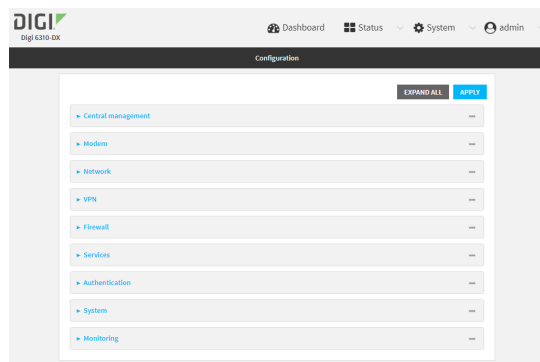 DIGI
Digi 6310-DX
Dashboard Status System admin
Configuration
EXPAND ALL APPLY
Central management
Modem
Network
VPN
Firewall
Services
Authentication
System
Monitoring